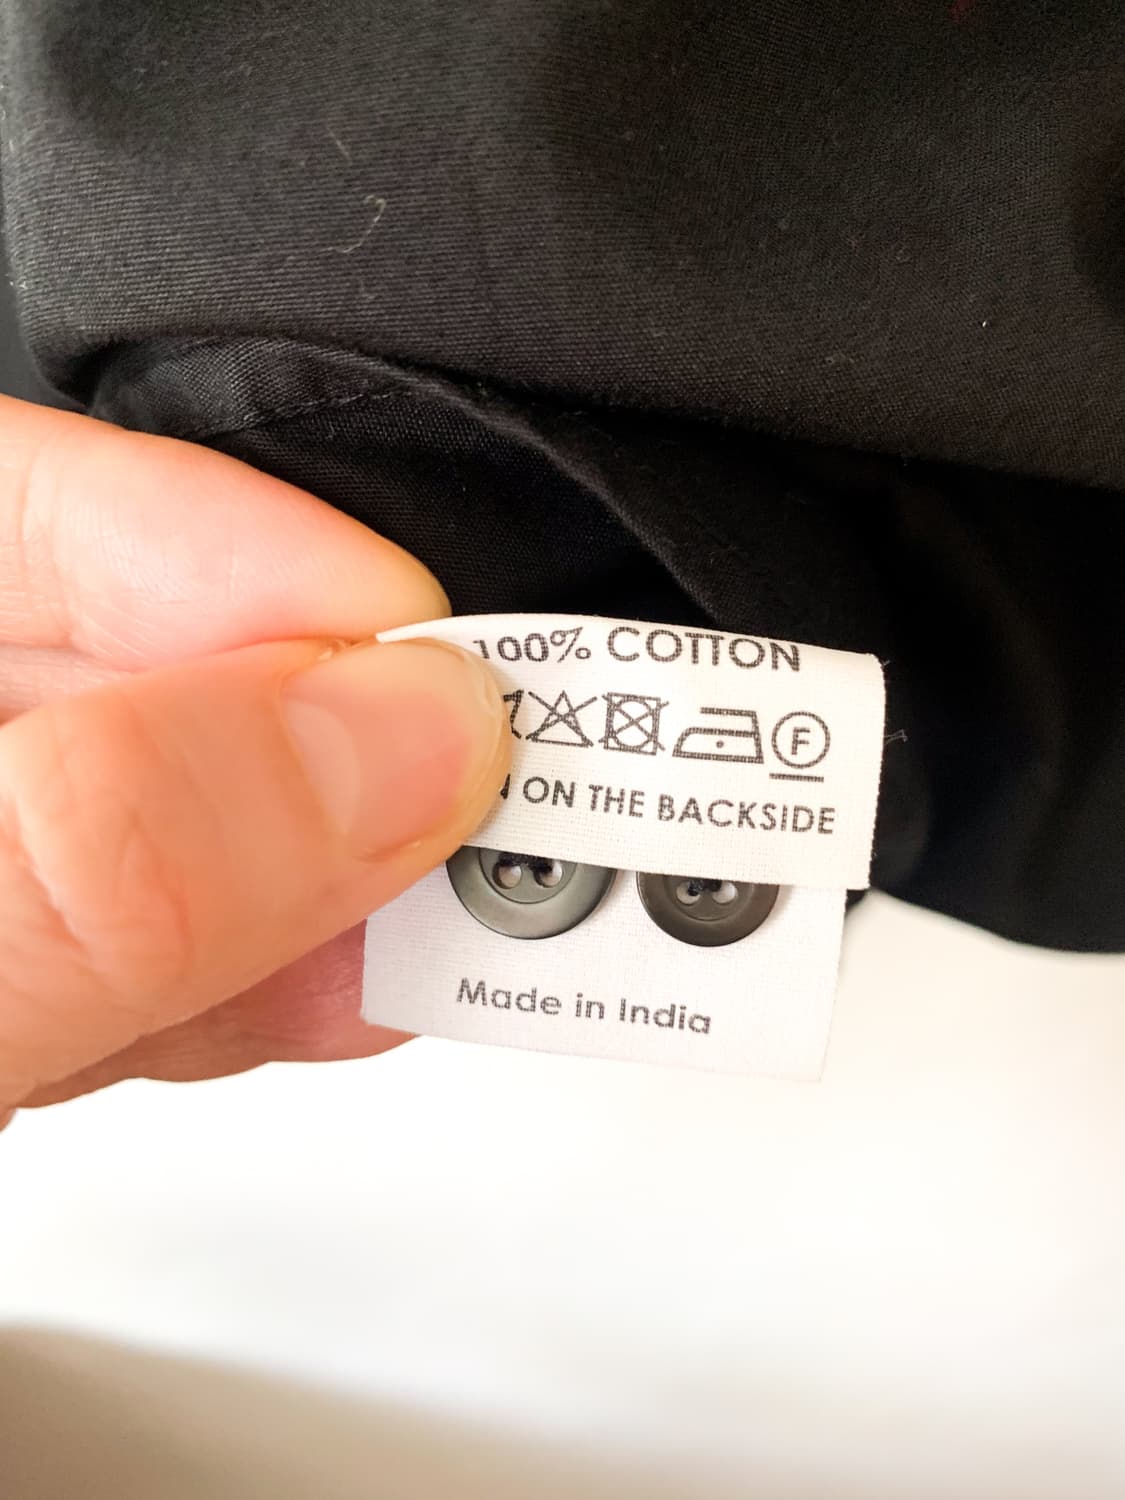 100% COTTON
F
ON THE BACKSIDE
Made in India